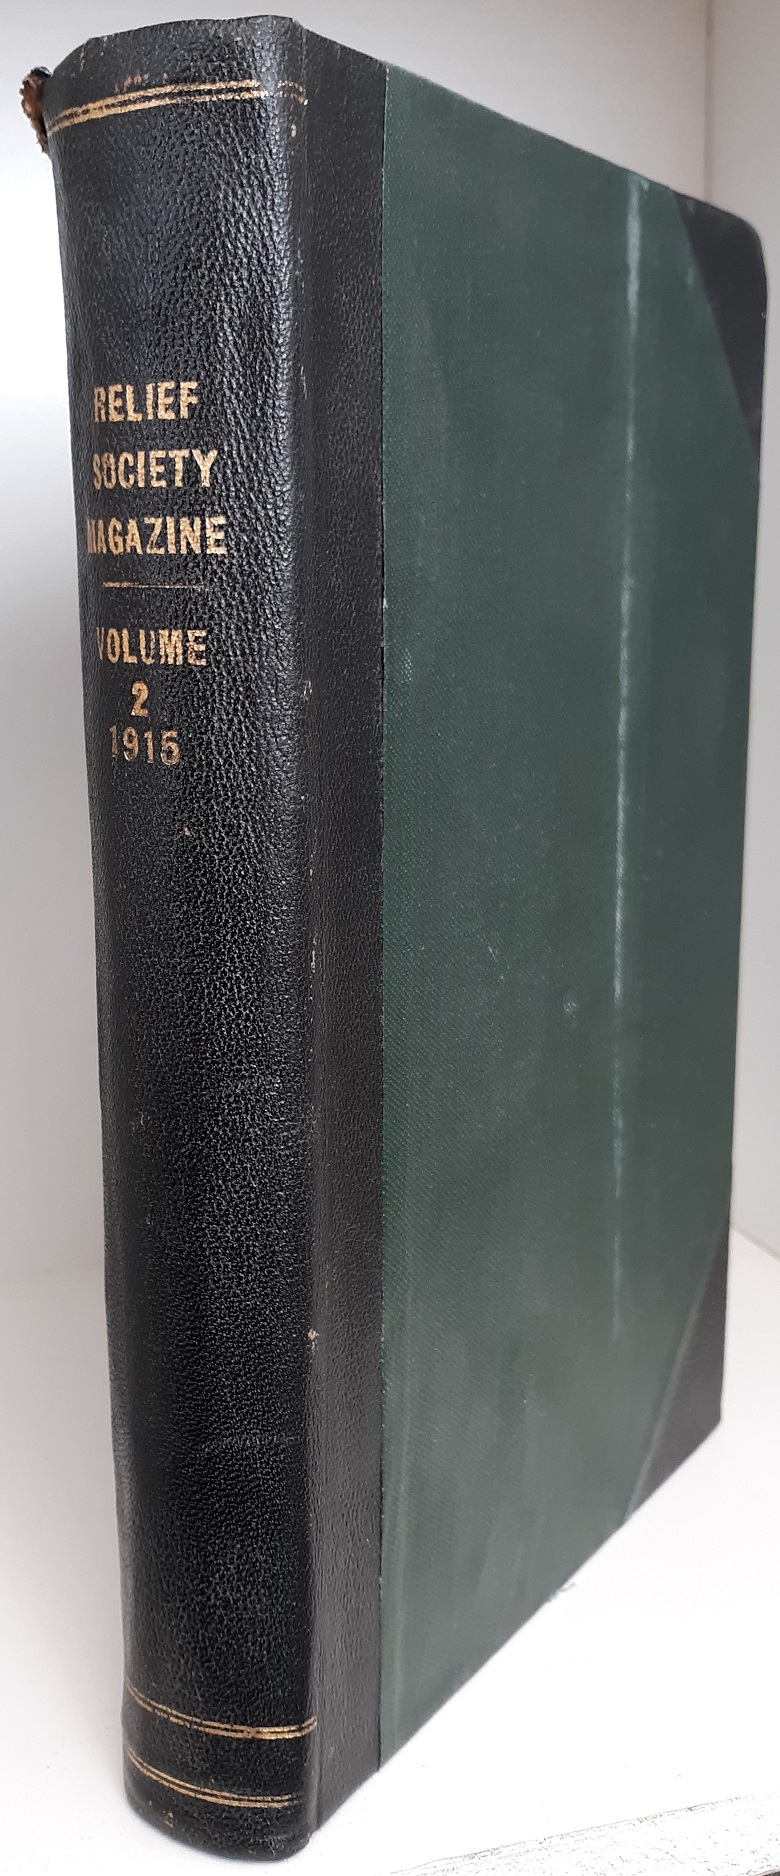 RELIEF
SOCIETY
MAGAZINE
VOLUME
2
1915